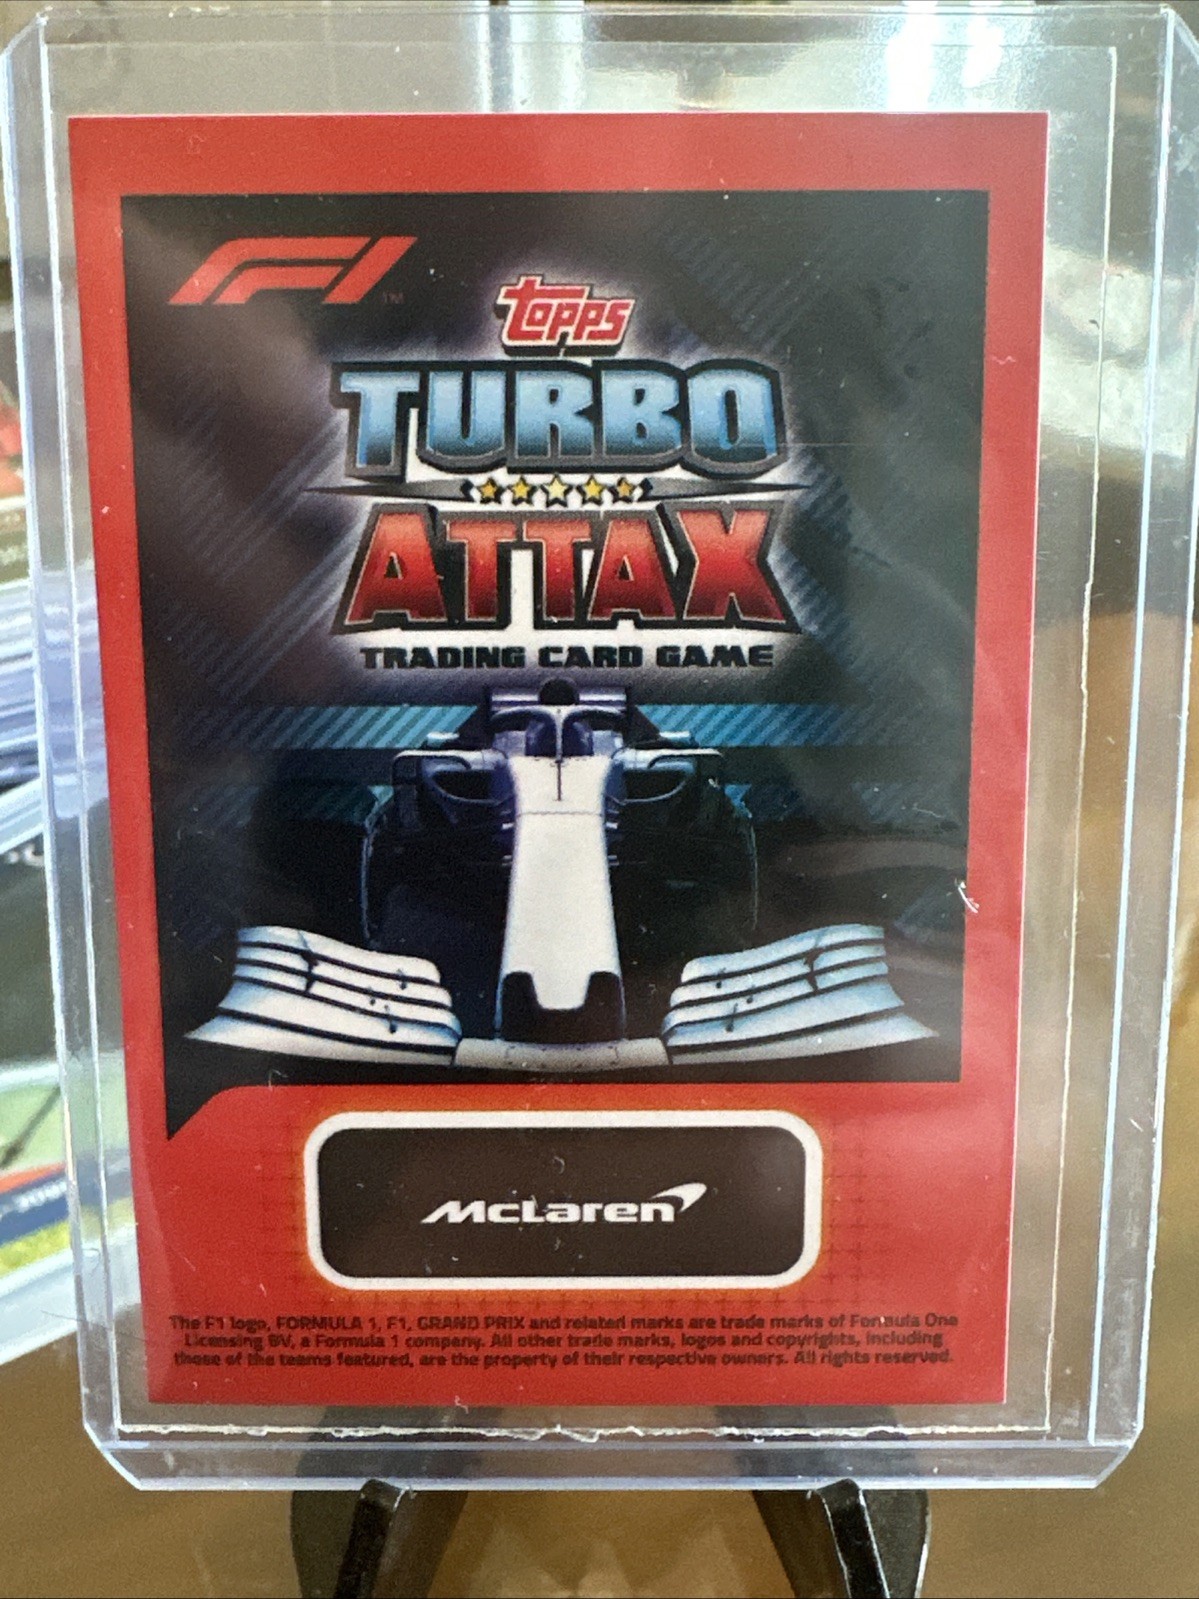 F1 TM
Topps
TURBO
ATTAX
TRADING CARD GAME
McLaren
The F1 logo, FORMULA 1, F1, GRAND PRIX and related marks are trade marks of Formula One
Licensing BV, a Formula 1 company. All other trade marks, logos and copyrights, including
those of the teams featured, are the property of their respective owners. All rights reserved.